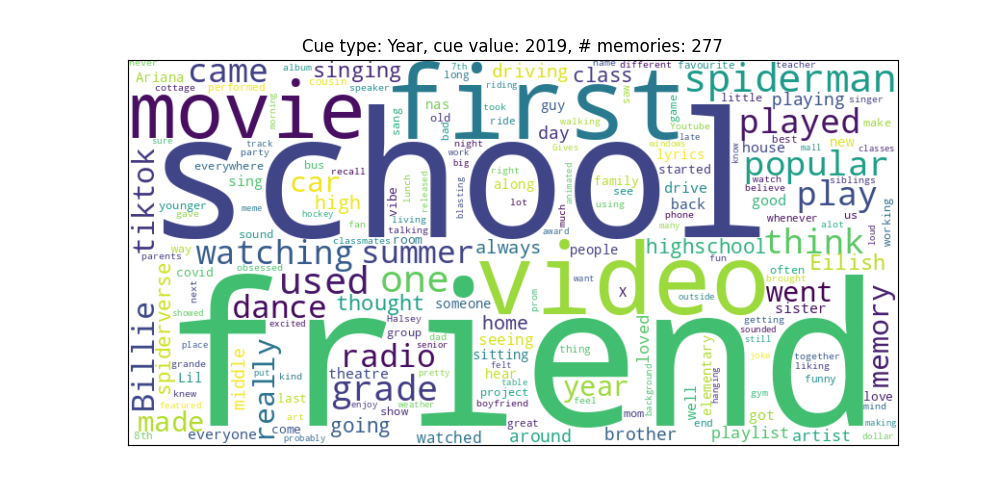 Cue type: Year, cue value: 2019, # memories: 277
never
Ariana
cottage
came
performed
album
cousin
singing
speaker
7th
long
driving
riding
name
class
different
favourite
teacher
spiderman
movie
morning
first
sang
nas
old
bad
took
ride
guy
day
walking
saw
game
Youtube
late
little
playing
singer
played
make
best
mall
new
classes
sure
track
party
school
night
work
big
Gives
windows
lyrics
know
house
popular
tiktok
everywhere
bus
recall
sing
car
high
vibe
lunch
released
blasting
right
along
lot
animated
much
family
see
using
started
drive
back
phone
watch
believe
good
siblings
play
younger
gave
meme
hockey
fan
living
talking
award
many
whenever
us
alot
loud
working
sound
classmates
room
parents
way
watching
summer
always
people
highschool
think
fun
Billie
spiderverse
covid
obsessed
next
showed
used
one
video
want
X
outside
often
brought
Eilish
went
sister
dance
thought
someone
prom
memory
excited
Halsey
group
dad
senior
home
seeing
sitting
hear
felt
thing
loved
elementary
getting
sounded
still
joke
together
liking
funny
place
grande
Lil
knew
featured
middle
really
put
kind
last
art
radio
theatre
pretty
grade
enjoy
weather
show
table
project
boyfriend
year
feel
background
mom
well
end
hanging
gym
got
love
mind
making
dollar
friend
made
8th
everyone
come
probably
going
watched
great
around
brother
playlist
artist